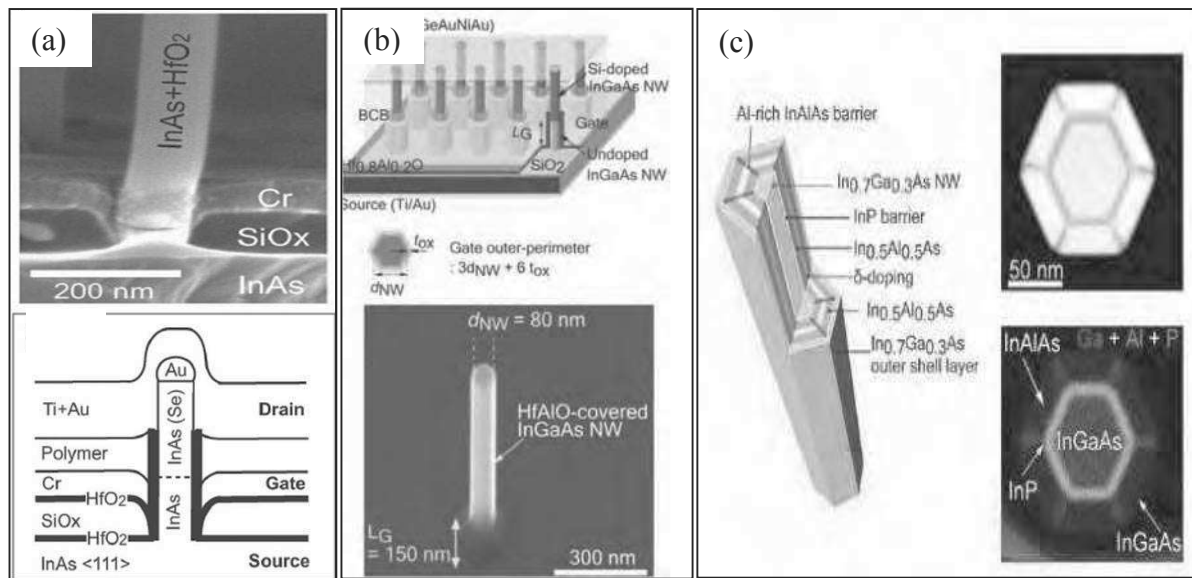 (a)
InAs+HfO2
Cr
SiOx
200 nm
InAs
Au
Ti+Au
InAs (Se)
Drain
Polymer
Cr
Gate
HfO2
InAs
SiOx
HfO2
InAs <111>
Source
(b)
GeAuNiAu)
Si-doped
InGaAs NW
BCB
LG
Gate
SiO2
Undoped
InGaAs NW
Hf0.8Al0.2O
Source (Ti/Au)
tox
Gate outer-perimeter
: 3dNW + 6 tox
dNW
dNW = 80 nm
HfAlO-covered
InGaAs NW
LG
= 150 nm
300 nm
(c)
Al-rich InAlAs barrier
In0.7Ga0.3As NW
InP barrier
In0.5Al0.5As
δ-doping
In0.5Al0.5As
In0.7Ga0.3As
outer shell layer
50 nm
InAlAs
Ga + Al + P
InGaAs
InP
InGaAs